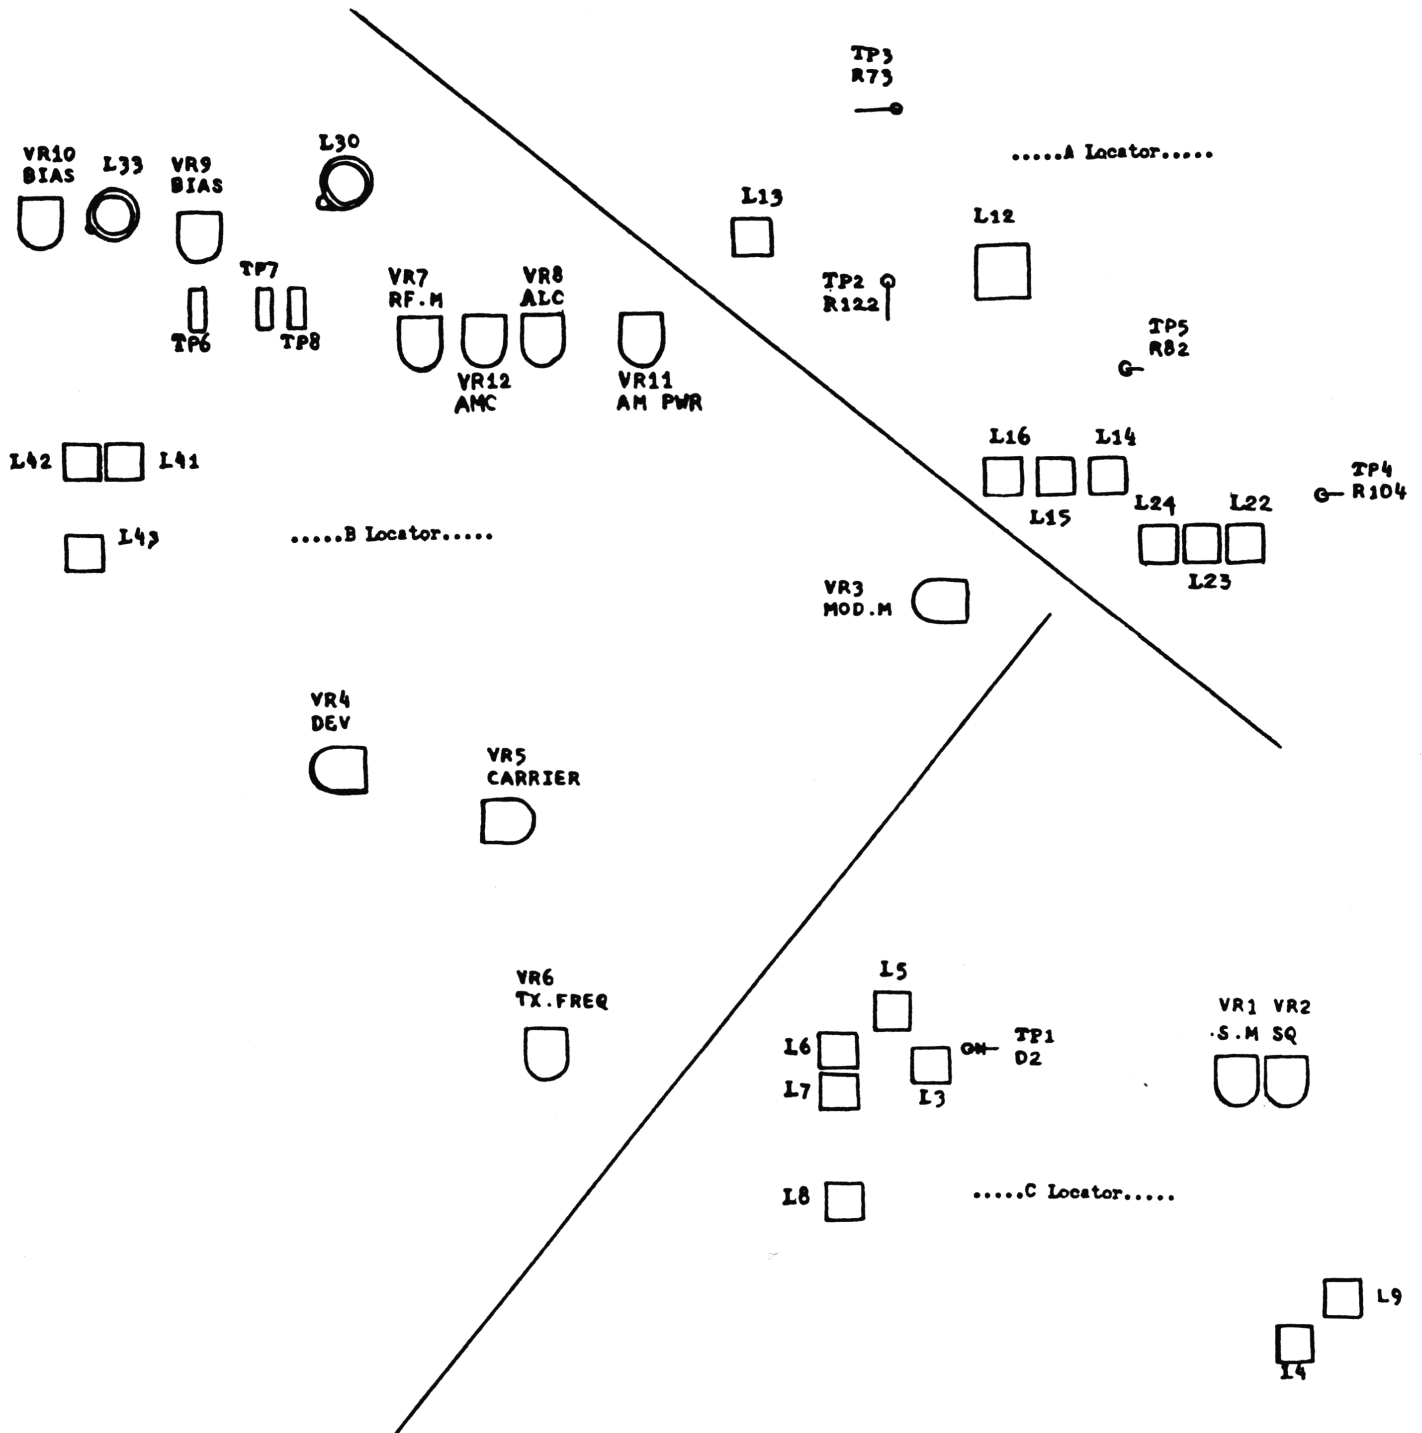 TP3
R73
.....A Locator.....
VR10
BIAS
L33
VR9
BIAS
L30
L13
L12
TP7
VR7
RF.M
VR8
ALC
TP2
R122
TP6
TP8
TP5
R82
VR12
AMC
VR11
AM PWR
L42
L41
L16
L14
TP4
R104
L15
L24
L22
L43
.....B Locator.....
L23
VR3
MOD.M
VR4
DEV
VR5
CARRIER
VR6
TX.FREQ
L5
VR1 VR2
.S.M SQ
L6
TP1
D2
L7
L3
L8
.....C Locator.....
L9
L4